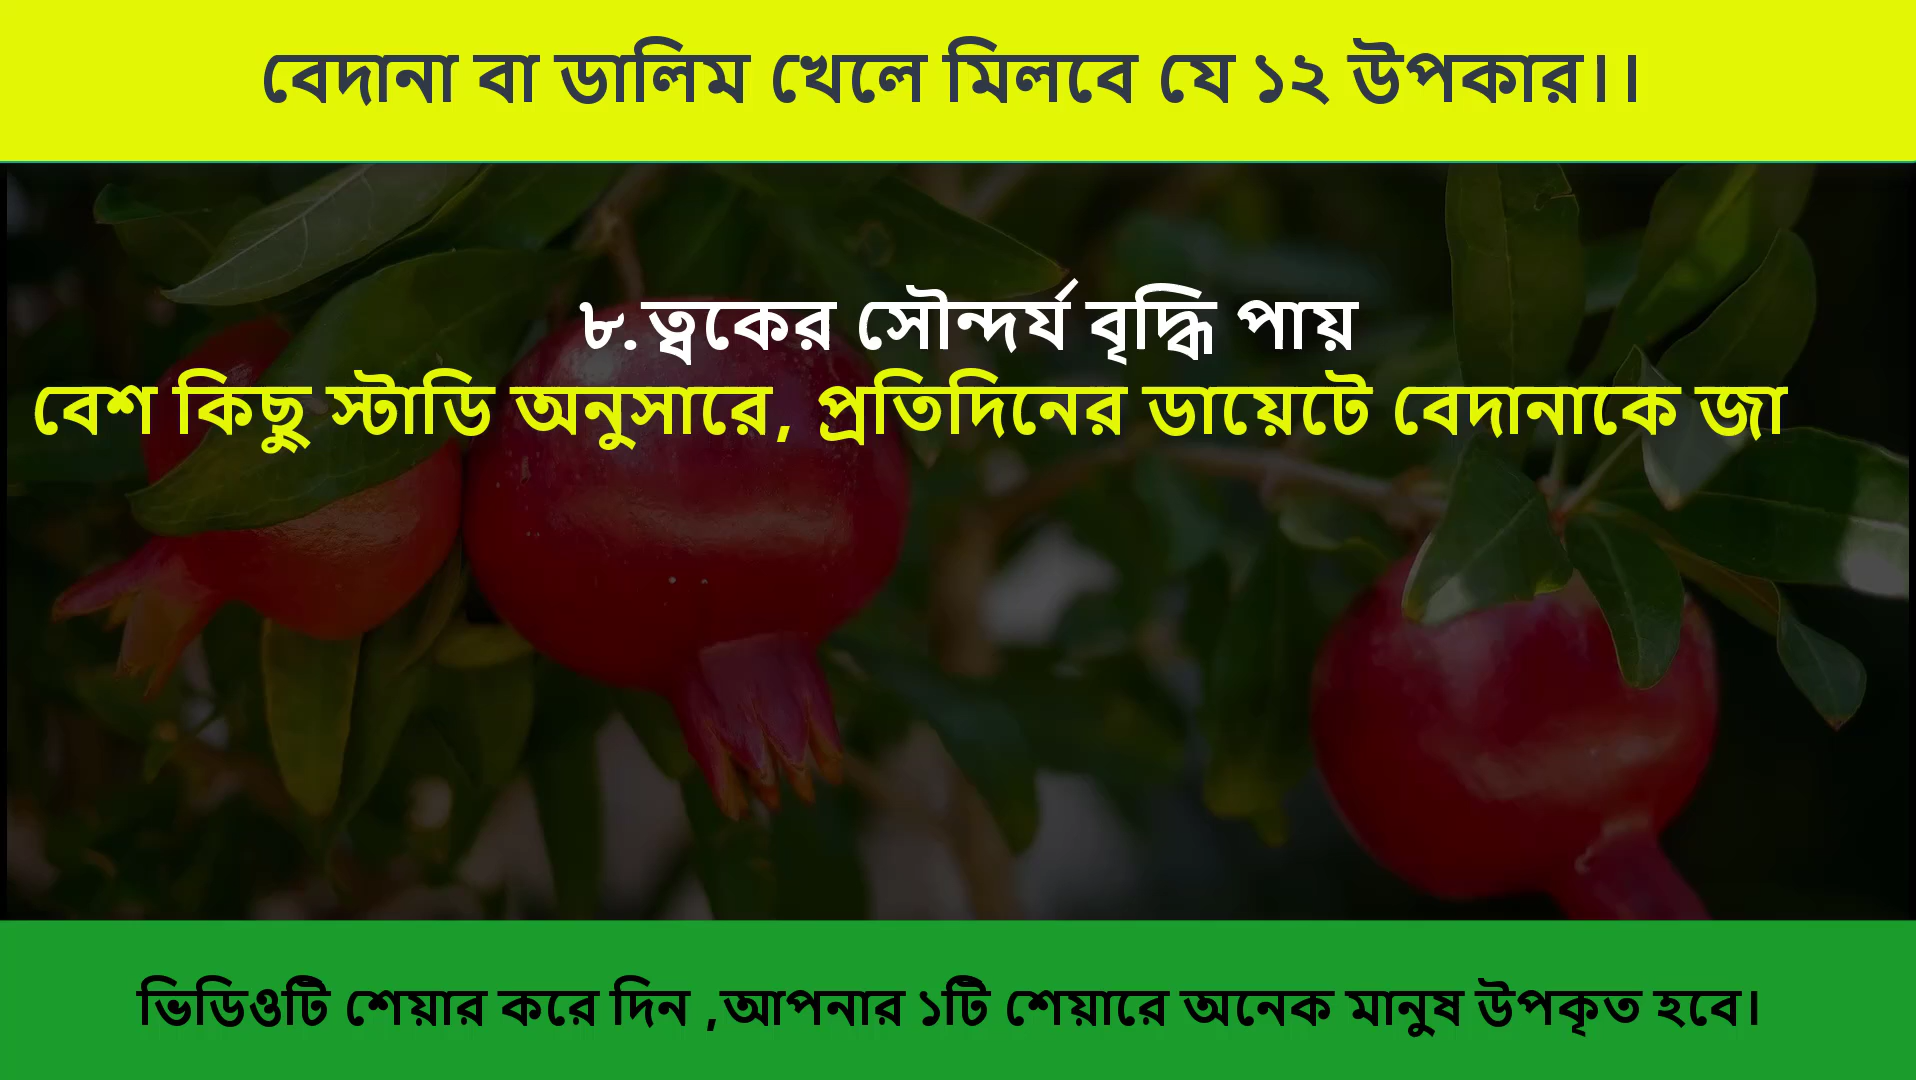 বেদানা বা ডালিম খেলে মিলবে যে ১২ উপকার।।
৮. ত্বকের সৌন্দর্য বৃদ্ধি পায়
বেশ কিছু স্টাডি অনুসারে, প্রতিদিনের ডায়েটে বেদানাকে জা
ভিডিওটি শেয়ার করে দিন ,আপনার ১টি শেয়ারে অনেক মানুষ উপকৃত হবে।